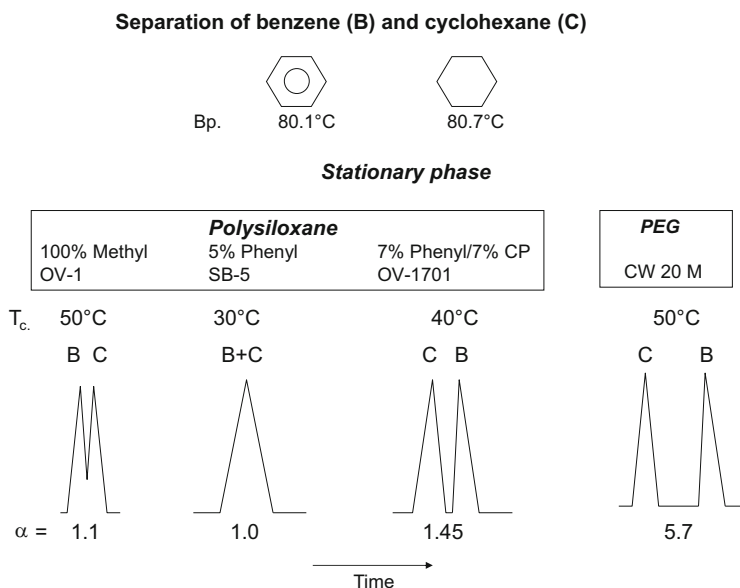 Separation of benzene (B) and cyclohexane (C)
Bp. 80.1°C 80.7°C
Stationary phase
Polysiloxane PEG
100% Methyl 5% Phenyl 7% Phenyl/7% CP
OV-1 SB-5 OV-1701 CW 20 M
Tc. 50°C 30°C 40°C 50°C
B C B+C C B C B
α = 1.1 1.0 1.45 5.7
Time